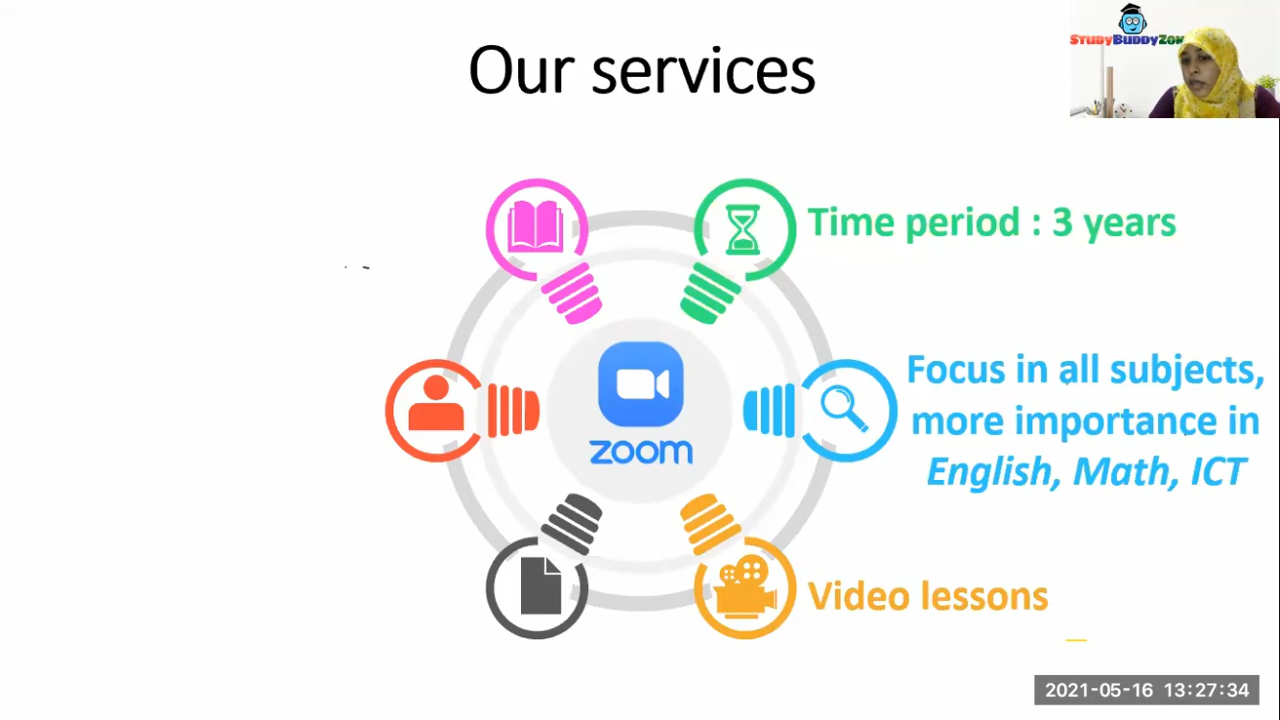 Our services
STUDYBUDDYZON
Time period : 3 years
Focus in all subjects,
more importance in
English, Math, ICT
zoom
Video lessons
2021-05-16 13:27:34